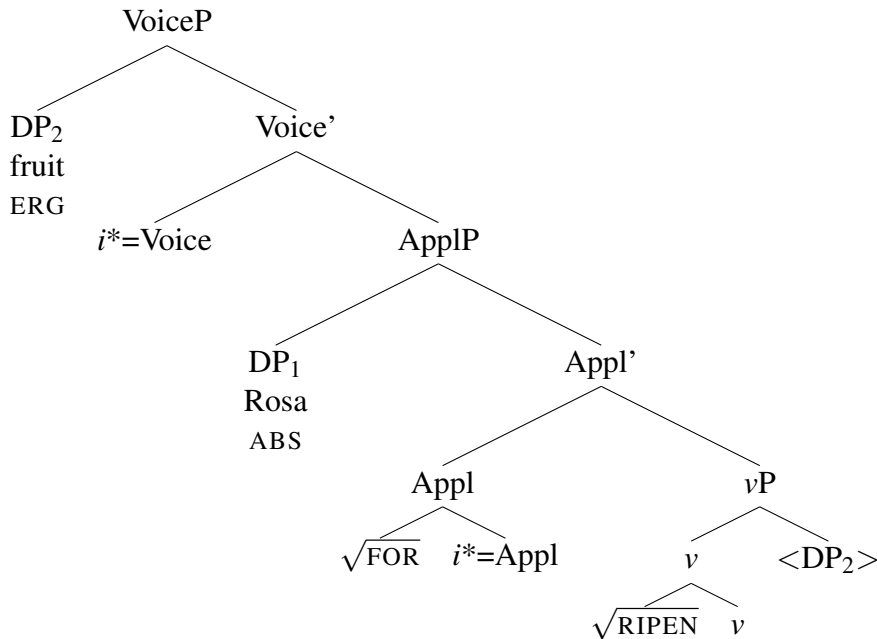 VoiceP
DP2 Voice'
fruit
ERG
i*=Voice ApplP
DP1 Appl'
Rosa
ABS
Appl vP
√FOR i*=Appl v <DP2>
√RIPEN v